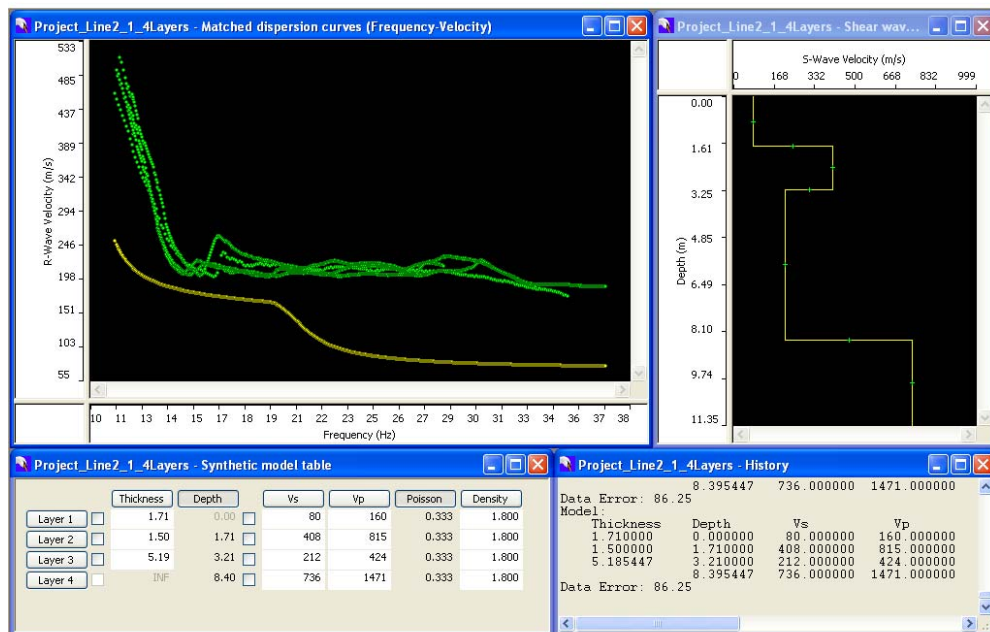 Project_Line2_1_4Layers - Matched dispersion curves (Frequency-Velocity)
533
485
437
389
342
294
246
198
151
103
55
R-Wave Velocity (m/s)
10 11 13 14 15 17 18 19 21 22 23 25 26 27 29 30 31 33 34 35 37 38
Frequency (Hz)
Project_Line2_1_4Layers - Shear wav...
S-Wave Velocity (m/s)
0 168 332 500 668 832 999
0.00
1.61
3.25
4.85
6.49
8.10
9.74
11.35
Depth (m)
Project_Line2_1_4Layers - Synthetic model table
Thickness Depth Vs Vp Poisson Density
Layer 1 1.71 0.00 80 160 0.333 1.800
Layer 2 1.50 1.71 408 815 0.333 1.800
Layer 3 5.19 3.21 212 424 0.333 1.800
Layer 4 INF 8.40 736 1471 0.333 1.800
Project_Line2_1_4Layers - History
8.395447 736.000000 1471.000000
Data Error: 86.25
Model:
Thickness Depth Vs Vp
1.710000 0.000000 80.000000 160.000000
1.500000 1.710000 408.000000 815.000000
5.185447 3.210000 212.000000 424.000000
8.395447 736.000000 1471.000000
Data Error: 86.25